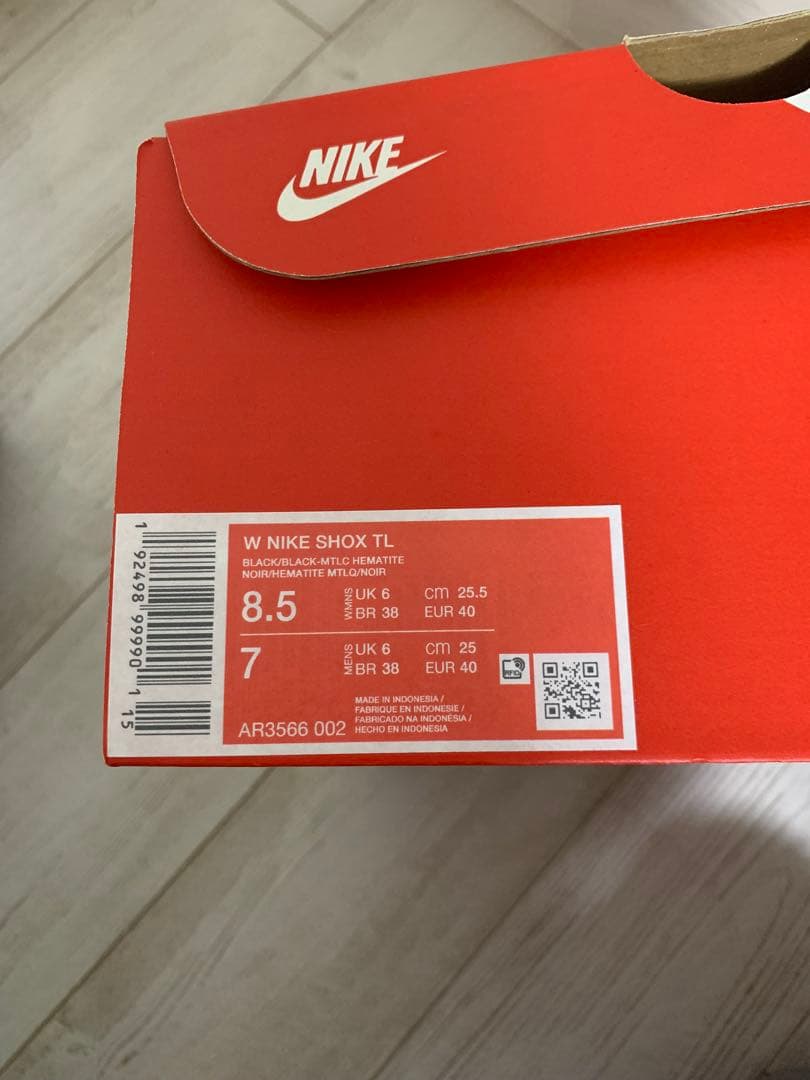 NIKE
W NIKE SHOX TL
BLACK/BLACK-MTLC HEMATITE
NOIR/HEMATITE MTLQ/NOIR
8.5 WMNS UK 6 cm 25.5
BR 38 EUR 40
7 MENS UK 6 cm 25
BR 38 EUR 40
RFID
AR3566 002
MADE IN INDONESIA /
FABRIQUE EN INDONESIE /
FABRICADO NA INDONÉSIA /
HECHO EN INDONESIA
1 92498 99990 1 15